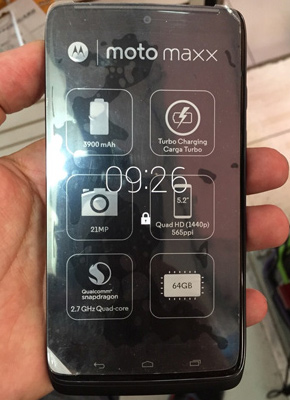 moto maxx
3900 mAh
Turbo Charging
Carga Turbo
09:26
21MP
5.2"
Quad HD (1440p)
565ppi
Qualcomm®
snapdragon
2.7 GHz Quad-core
64GB